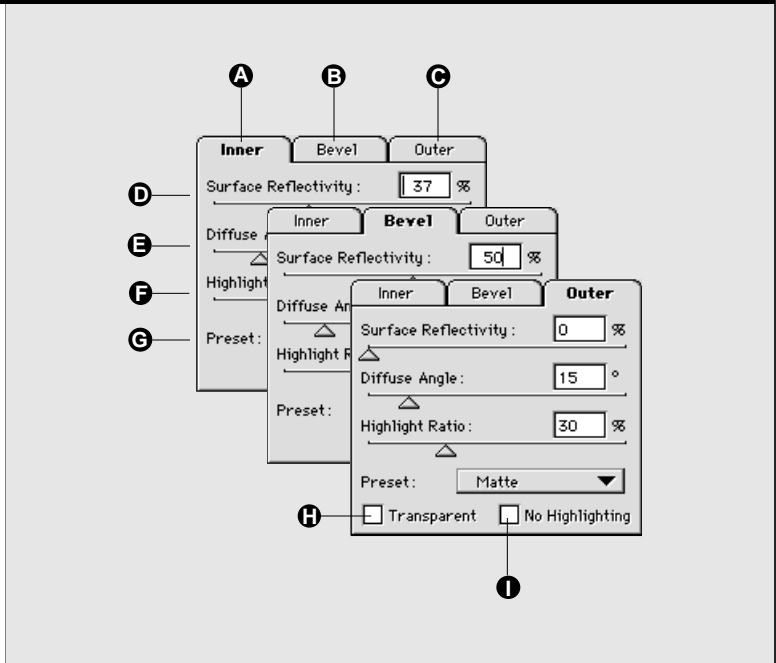 A B C
Inner Bevel Outer
D Surface Reflectivity : 37 %
Inner Bevel Outer
E Diffuse
Surface Reflectivity : 50 %
F Highlight
Inner Bevel Outer
Diffuse An
Surface Reflectivity : 0 %
G Preset :
Highlight R
Diffuse Angle : 15 °
Preset :
Highlight Ratio : 30 %
Preset : Matte
H Transparent No Highlighting
I